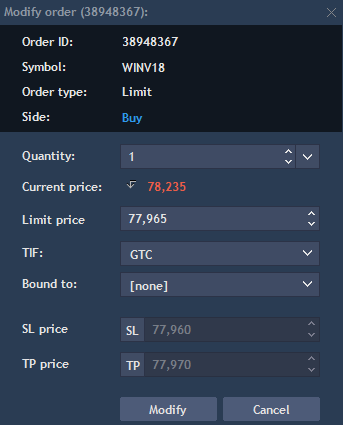 Modify order (38948367):
Order ID: 38948367
Symbol: WINV18
Order type: Limit
Side: Buy
Quantity: 1
Current price: 78,235
Limit price 77,965
TIF: GTC
Bound to: [none]
SL price SL 77,960
TP price TP 77,970
Modify Cancel